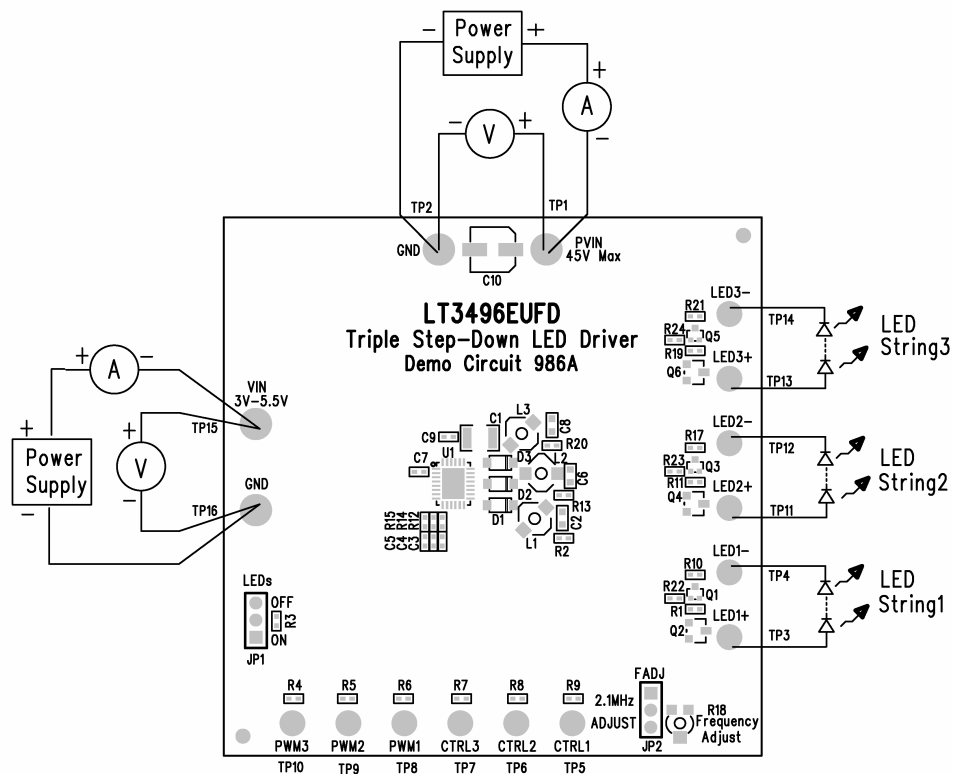 - Power Supply +
+
A
-
- V +
TP2
TP1
GND
PVIN
45V Max
C10
LT3496EUFD
Triple Step-Down LED Driver
Demo Circuit 986A
LED3-
R21
TP14
R24
Q5
R19
LED3+
Q6
TP13
LED
String3
+ A -
VIN
3V-5.5V
TP15
+
Power
Supply
-
+
V
-
GND
TP16
L3
C1
C8
C9
R20
U1
D3
L2
C7
C6
D2
R13
D1
C2
L1
R2
R15
R14
R12
C5
C4
C3
LED2-
R17
TP12
R23
Q3
R11
LED2+
Q4
TP11
LED
String2
LED1-
R10
TP4
R22
Q1
R1
LED1+
Q2
TP3
LED
String1
LEDs
OFF
R3
ON
JP1
R4 R5 R6 R7 R8 R9
PWM3 PWM2 PWM1 CTRL3 CTRL2 CTRL1
TP10 TP9 TP8 TP7 TP6 TP5
FADJ
2.1MHz
ADJUST
JP2
R18
Frequency
Adjust